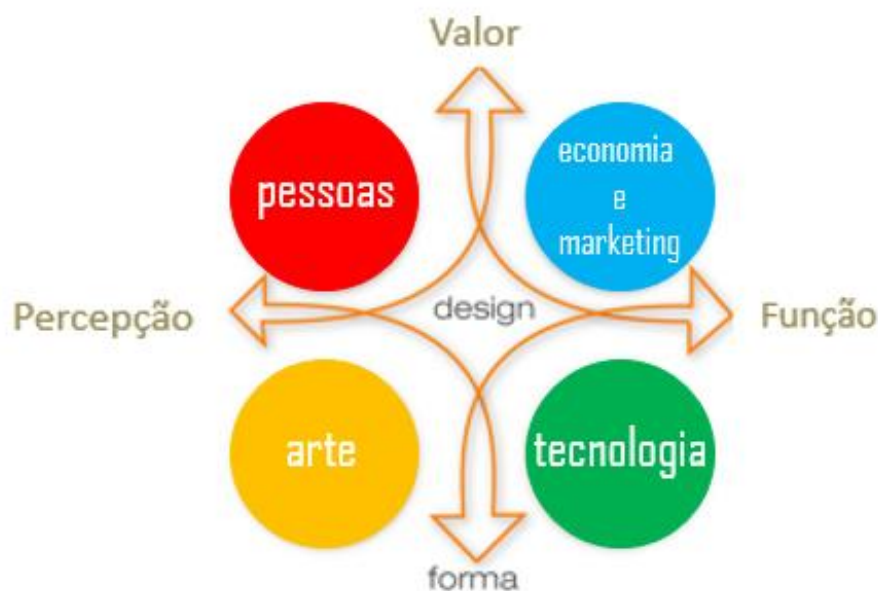 Valor
pessoas
economia
e
marketing
Percepção
design
Função
arte
tecnologia
forma